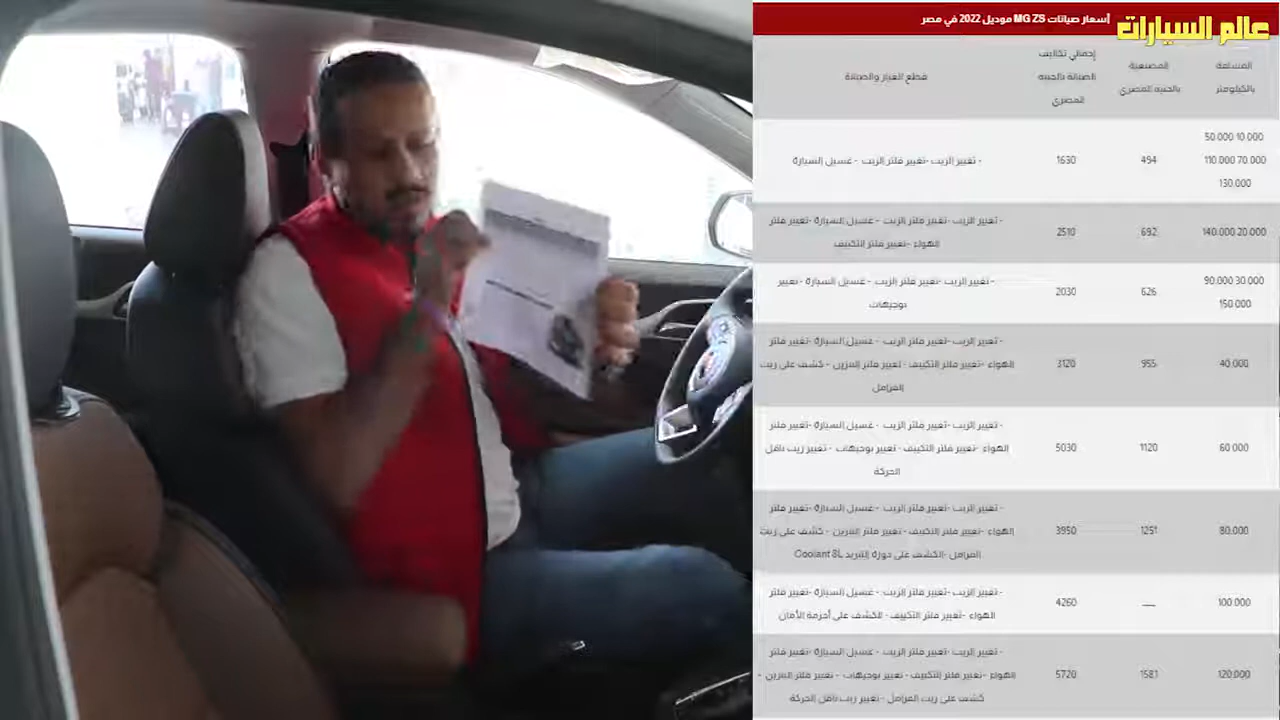 عالم السيارات
أسعار صيانات MG ZS موديل 2022 في مصر
المسافة بالكيلومتر
المصنعية بالجنيه المصري
إجمالي تكاليف الصيانة بالجنيه المصري
قطع الغيار والصيانة
10.000 50.000
70.000 110.000
130.000
494
1630
- تغيير الزيت -تغيير فلتر الزيت - غسيل السيارة
20.000 140.000
692
2510
- تغيير الزيت -تغيير فلتر الزيت - غسيل السيارة -تغيير فلتر
الهواء -تغيير فلتر التكييف
30.000 90.000
150.000
626
2030
- تغيير الزيت -تغيير فلتر الزيت - غسيل السيارة - تغيير
بوجيهات
40.000
955
3120
- تغيير الزيت -تغيير فلتر الزيت - غسيل السيارة -تغيير فلتر
الهواء -تغيير فلتر التكييف - تغيير فلتر البنزين - كشف على زيت
الفرامل
60.000
1120
5030
- تغيير الزيت -تغيير فلتر الزيت - غسيل السيارة -تغيير فلتر
الهواء -تغيير فلتر التكييف - تغيير بوجيهات - تغيير زيت ناقل
الحركة
80.000
1251
3950
- تغيير الزيت -تغيير فلتر الزيت - غسيل السيارة -تغيير فلتر
الهواء -تغيير فلتر التكييف - تغيير فلتر البنزين - كشف على زيت
الفرامل -الكشف على دورة التبريد Coolant 8L
100.000
4260
- تغيير الزيت -تغيير فلتر الزيت - غسيل السيارة -تغيير فلتر
الهواء -تغيير فلتر التكييف - الكشف على أحزمة الأمان
120.000
1581
5720
- تغيير الزيت -تغيير فلتر الزيت - غسيل السيارة -تغيير فلتر
الهواء -تغيير فلتر التكييف - تغيير بوجيهات - تغيير فلتر البنزين -
كشف على زيت الفرامل - تغيير زيت ناقل الحركة